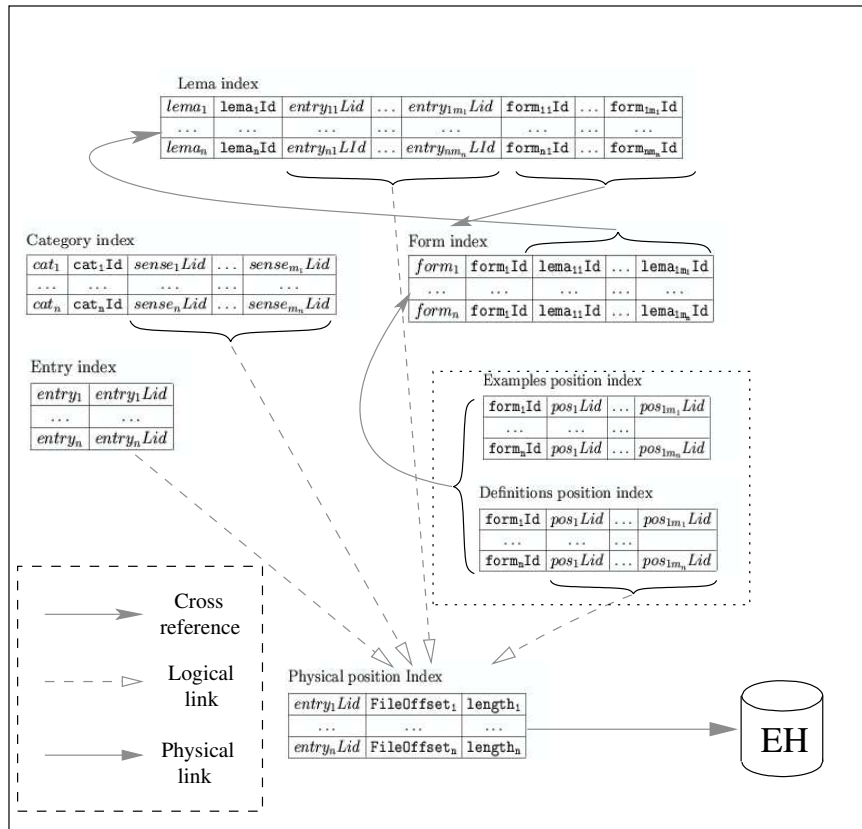 Lema index
lema₁ lema₁Id entry₁₁Lid ... entry₁ₘ₁Lid form₁₁Id ... form₁ₘ₁Id
... ... ... ... ... ... ... ...
lemaₙ lemaₙId entryₙ₁LId ... entryₙₘₙLId formₙ₁Id ... formₙₘₙId
Category index
cat₁ cat₁Id sense₁Lid ... senseₘ₁Lid
... ... ... ... ...
catₙ catₙId senseₙLid ... senseₘₙLid
Form index
form₁ form₁Id lema₁₁Id ... lema₁ₘ₁Id
... ... ... ... ...
formₙ form₁Id lema₁₁Id ... lema₁ₘₙId
Entry index
entry₁ entry₁Lid
... ...
entryₙ entryₙLid
Examples position index
form₁Id pos₁Lid ... pos₁ₘ₁Lid
... ... ...
formₙId pos₁Lid ... pos₁ₘₙLid
Definitions position index
form₁Id pos₁Lid ... pos₁ₘ₁Lid
... ... ...
formₙId pos₁Lid ... pos₁ₘₙLid
Cross
reference
Logical
link
Physical
link
Physical position Index
entry₁Lid FileOffset₁ length₁
... ... ...
entryₙLid FileOffsetₙ lengthₙ
EH